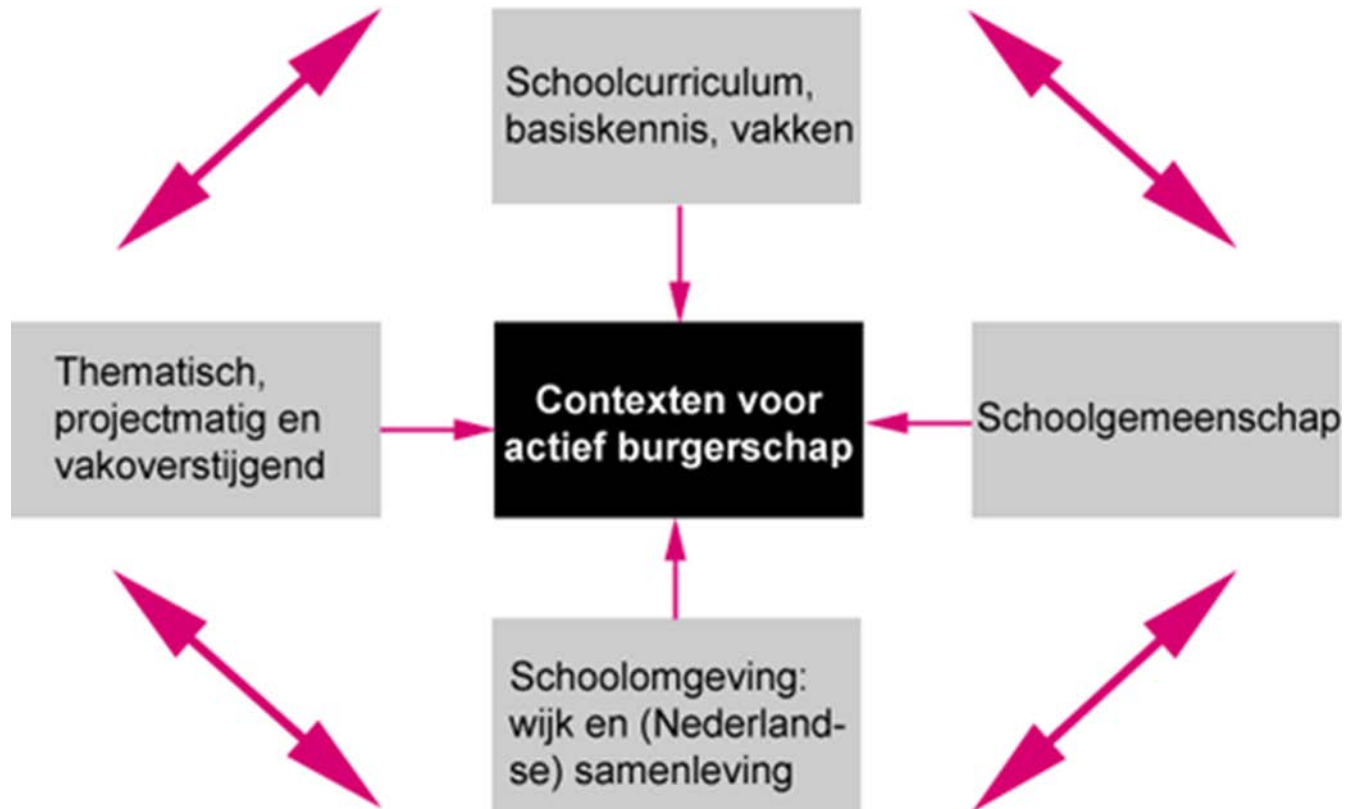 Schoolcurriculum,
basiskennis, vakken
Thematisch,
projectmatig en
vakoverstijgend
Contexten voor
actief burgerschap
Schoolgemeenschap
Schoolomgeving:
wijk en (Nederland-
se) samenleving